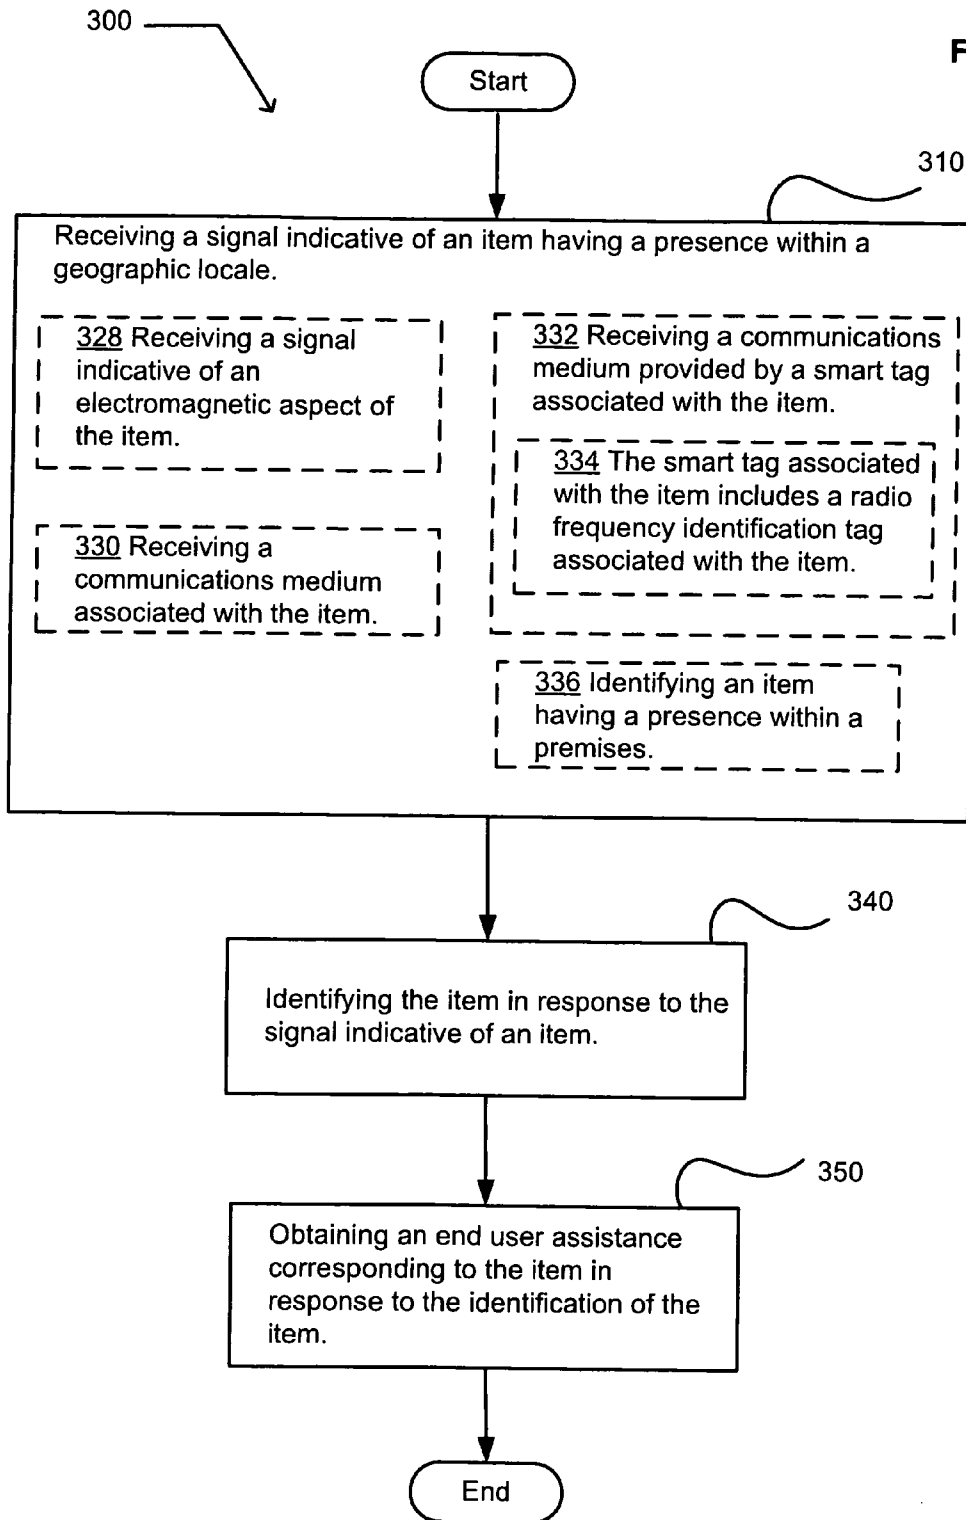 300
F
Start
310
Receiving a signal indicative of an item having a presence within a
geographic locale.
328 Receiving a signal
indicative of an
electromagnetic aspect of
the item.
330 Receiving a
communications medium
associated with the item.
332 Receiving a communications
medium provided by a smart tag
associated with the item.
334 The smart tag associated
with the item includes a radio
frequency identification tag
associated with the item.
336 Identifying an item
having a presence within a
premises.
340
Identifying the item in response to the
signal indicative of an item.
350
Obtaining an end user assistance
corresponding to the item in
response to the identification of the
item.
End